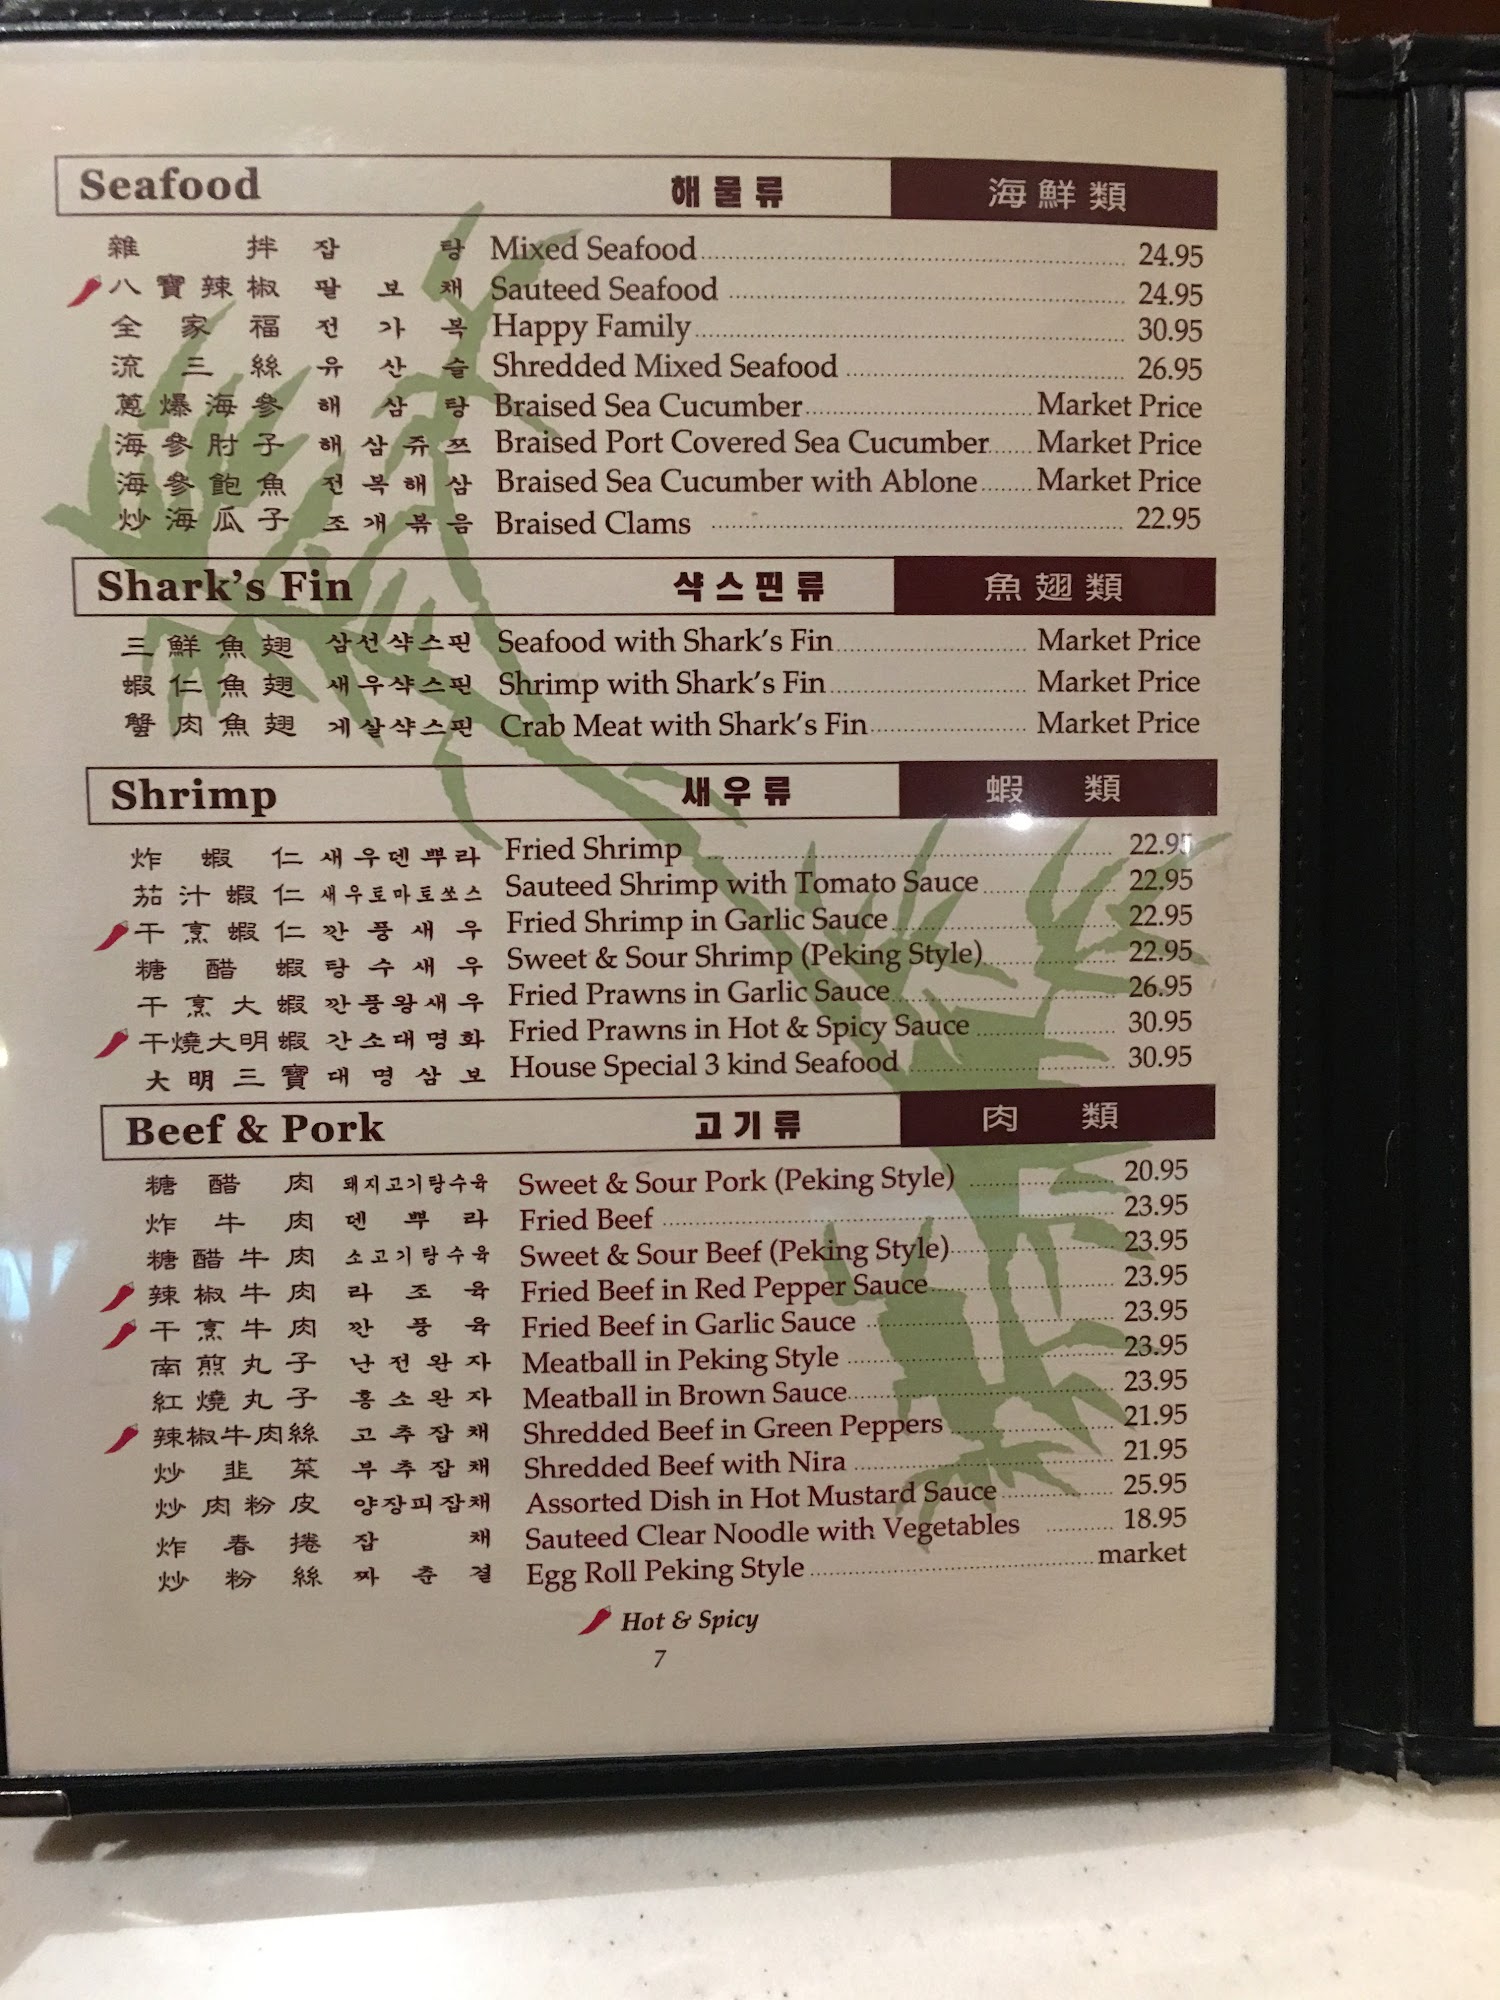 Seafood 해물류 海鮮類
雜拌 잡탕 Mixed Seafood 24.95
八寶辣椒 팔보채 Sauteed Seafood 24.95
全家福 전가복 Happy Family 30.95
流三絲 유산슬 Shredded Mixed Seafood 26.95
蔥爆海參 해삼탕 Braised Sea Cucumber Market Price
海參肘子 해삼쥬쯔 Braised Port Covered Sea Cucumber Market Price
海參鮑魚 전복해삼 Braised Sea Cucumber with Ablone Market Price
炒海瓜子 조개볶음 Braised Clams 22.95
Shark's Fin 샥스핀류 魚翅類
三鮮魚翅 삼선샥스핀 Seafood with Shark's Fin Market Price
蝦仁魚翅 새우샥스핀 Shrimp with Shark's Fin Market Price
蟹肉魚翅 게살샥스핀 Crab Meat with Shark's Fin Market Price
Shrimp 새우류 蝦類
炸蝦仁 새우덴뿌라 Fried Shrimp 22.95
茄汁蝦仁 새우토마토쏘스 Sauteed Shrimp with Tomato Sauce 22.95
干烹蝦仁 깐풍새우 Fried Shrimp in Garlic Sauce 22.95
糖醋蝦 탕수새우 Sweet & Sour Shrimp (Peking Style) 22.95
干烹大蝦 깐풍왕새우 Fried Prawns in Garlic Sauce 26.95
干燒大明蝦 간소대명화 Fried Prawns in Hot & Spicy Sauce 30.95
大明三寶 대명삼보 House Special 3 kind Seafood 30.95
Beef & Pork 고기류 肉類
糖醋肉 돼지고기탕수육 Sweet & Sour Pork (Peking Style) 20.95
炸牛肉 덴뿌라 Fried Beef 23.95
糖醋牛肉 소고기탕수육 Sweet & Sour Beef (Peking Style) 23.95
辣椒牛肉 라조육 Fried Beef in Red Pepper Sauce 23.95
干烹牛肉 깐풍육 Fried Beef in Garlic Sauce 23.95
南煎丸子 난전완자 Meatball in Peking Style 23.95
紅燒丸子 홍소완자 Meatball in Brown Sauce 23.95
辣椒牛肉絲 고추잡채 Shredded Beef in Green Peppers 21.95
炒韭菜 부추잡채 Shredded Beef with Nira 21.95
炒肉粉皮 양장피잡채 Assorted Dish in Hot Mustard Sauce 25.95
炸春捲 잡채 Sauteed Clear Noodle with Vegetables 18.95
炒粉絲 짜춘결 Egg Roll Peking Style market
Hot & Spicy
7